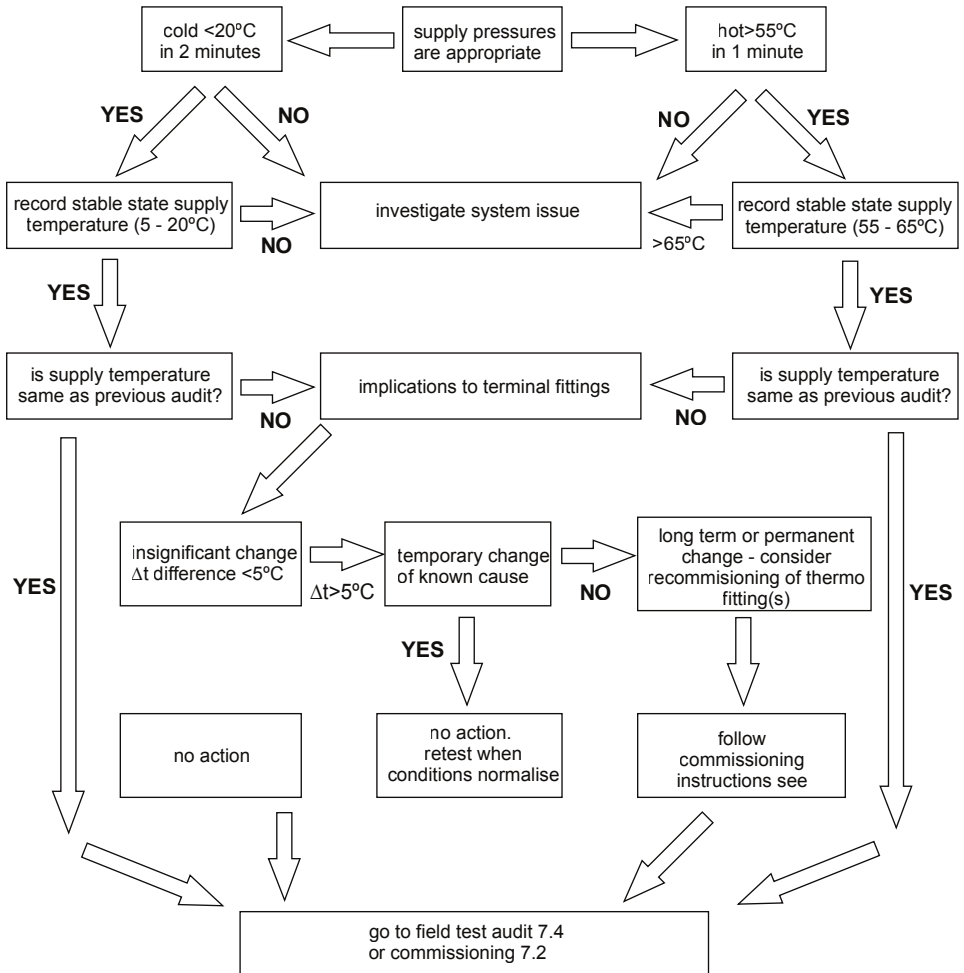 cold <20ºC
in 2 minutes
supply pressures
are appropriate
hot>55ºC
in 1 minute
YES
NO
NO
YES
record stable state supply
temperature (5 - 20ºC)
NO
investigate system issue
>65ºC
record stable state supply
temperature (55 - 65ºC)
YES
YES
is supply temperature
same as previous audit?
NO
implications to terminal fittings
NO
is supply temperature
same as previous audit?
insignificant change
Δt difference <5ºC
Δt>5ºC
temporary change
of known cause
NO
long term or permanent
change - consider
recommisioning of thermo
fitting(s)
YES
YES
YES
no action
no action.
retest when
conditions normalise
follow
commissioning
instructions see
go to field test audit 7.4
or commissioning 7.2